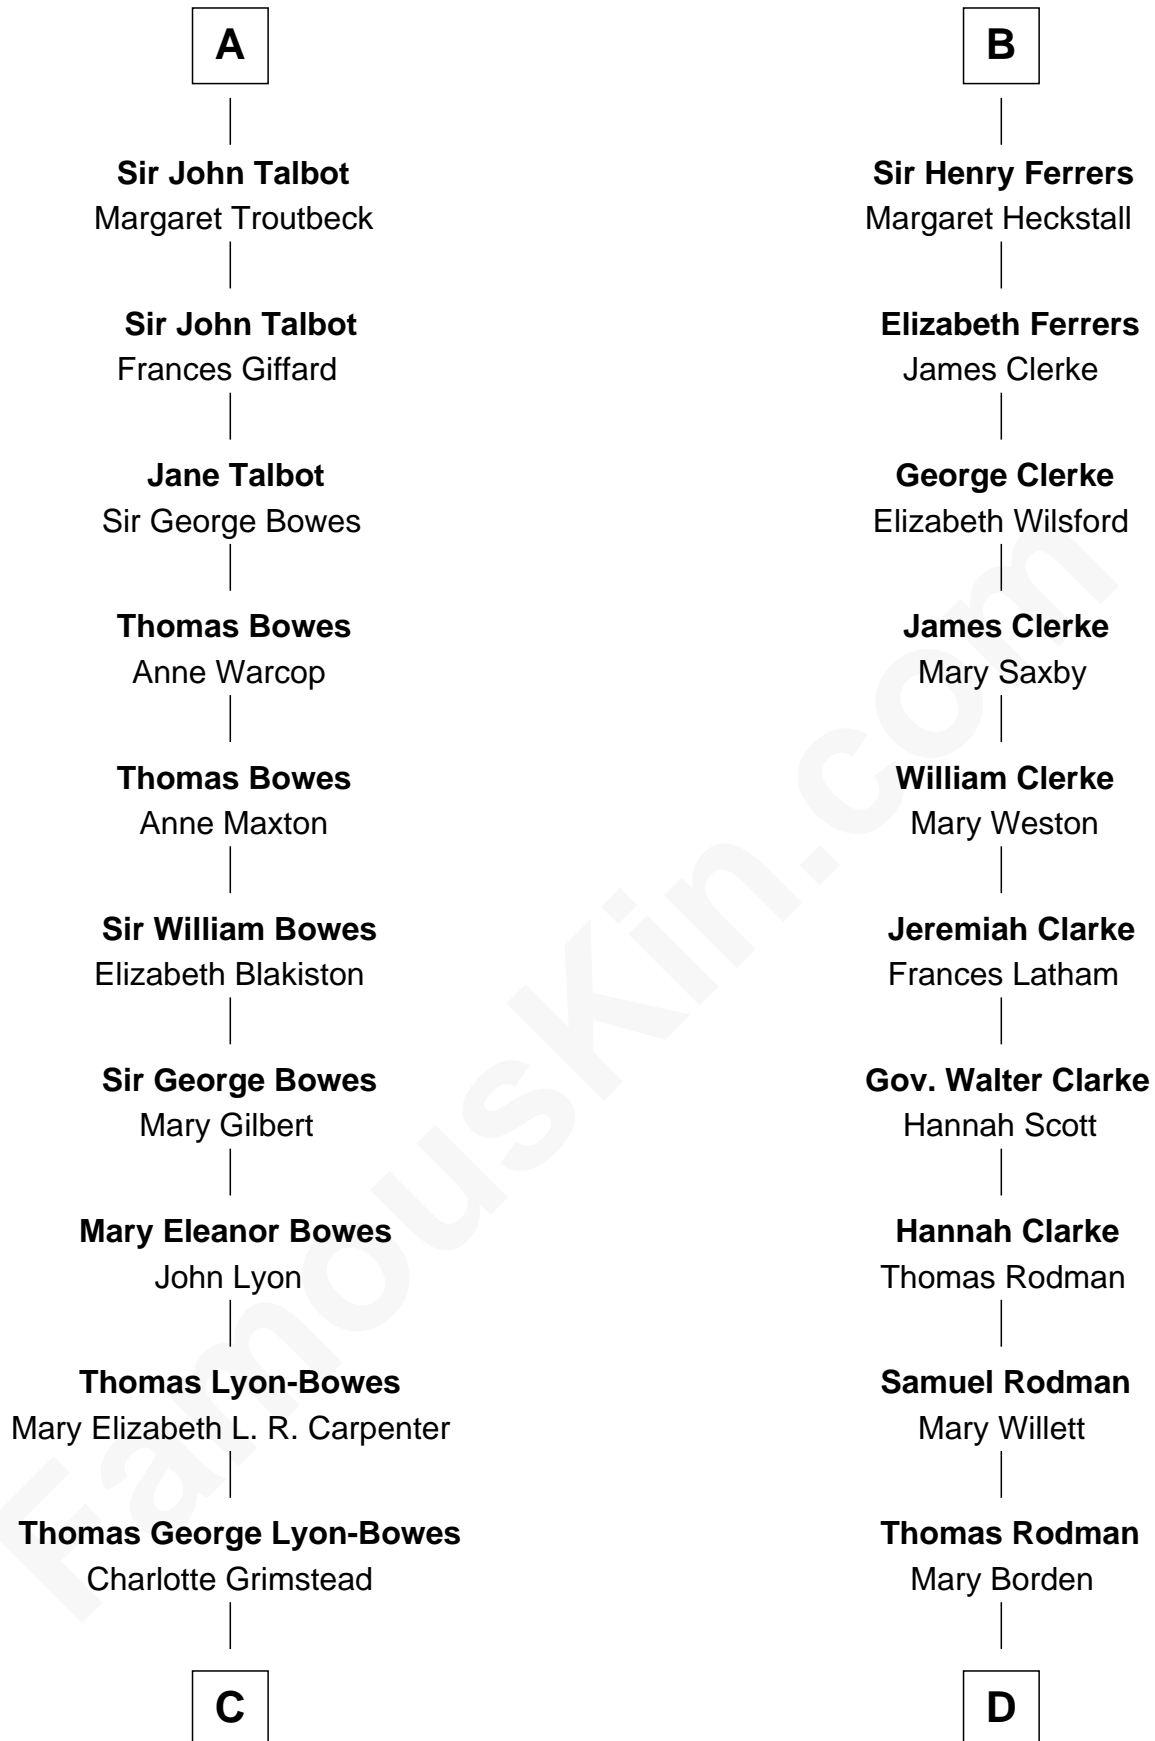 A
Sir John Talbot
Margaret Troutbeck
Sir John Talbot
Frances Giffard
Jane Talbot
Sir George Bowes
Thomas Bowes
Anne Warcop
Thomas Bowes
Anne Maxton
Sir William Bowes
Elizabeth Blakiston
Sir George Bowes
Mary Gilbert
Mary Eleanor Bowes
John Lyon
Thomas Lyon-Bowes
Mary Elizabeth L. R. Carpenter
Thomas George Lyon-Bowes
Charlotte Grimstead
C
B
Sir Henry Ferrers
Margaret Heckstall
Elizabeth Ferrers
James Clerke
George Clerke
Elizabeth Wilsford
James Clerke
Mary Saxby
William Clerke
Mary Weston
Jeremiah Clarke
Frances Latham
Gov. Walter Clarke
Hannah Scott
Hannah Clarke
Thomas Rodman
Samuel Rodman
Mary Willett
Thomas Rodman
Mary Borden
D
FamousKin.com